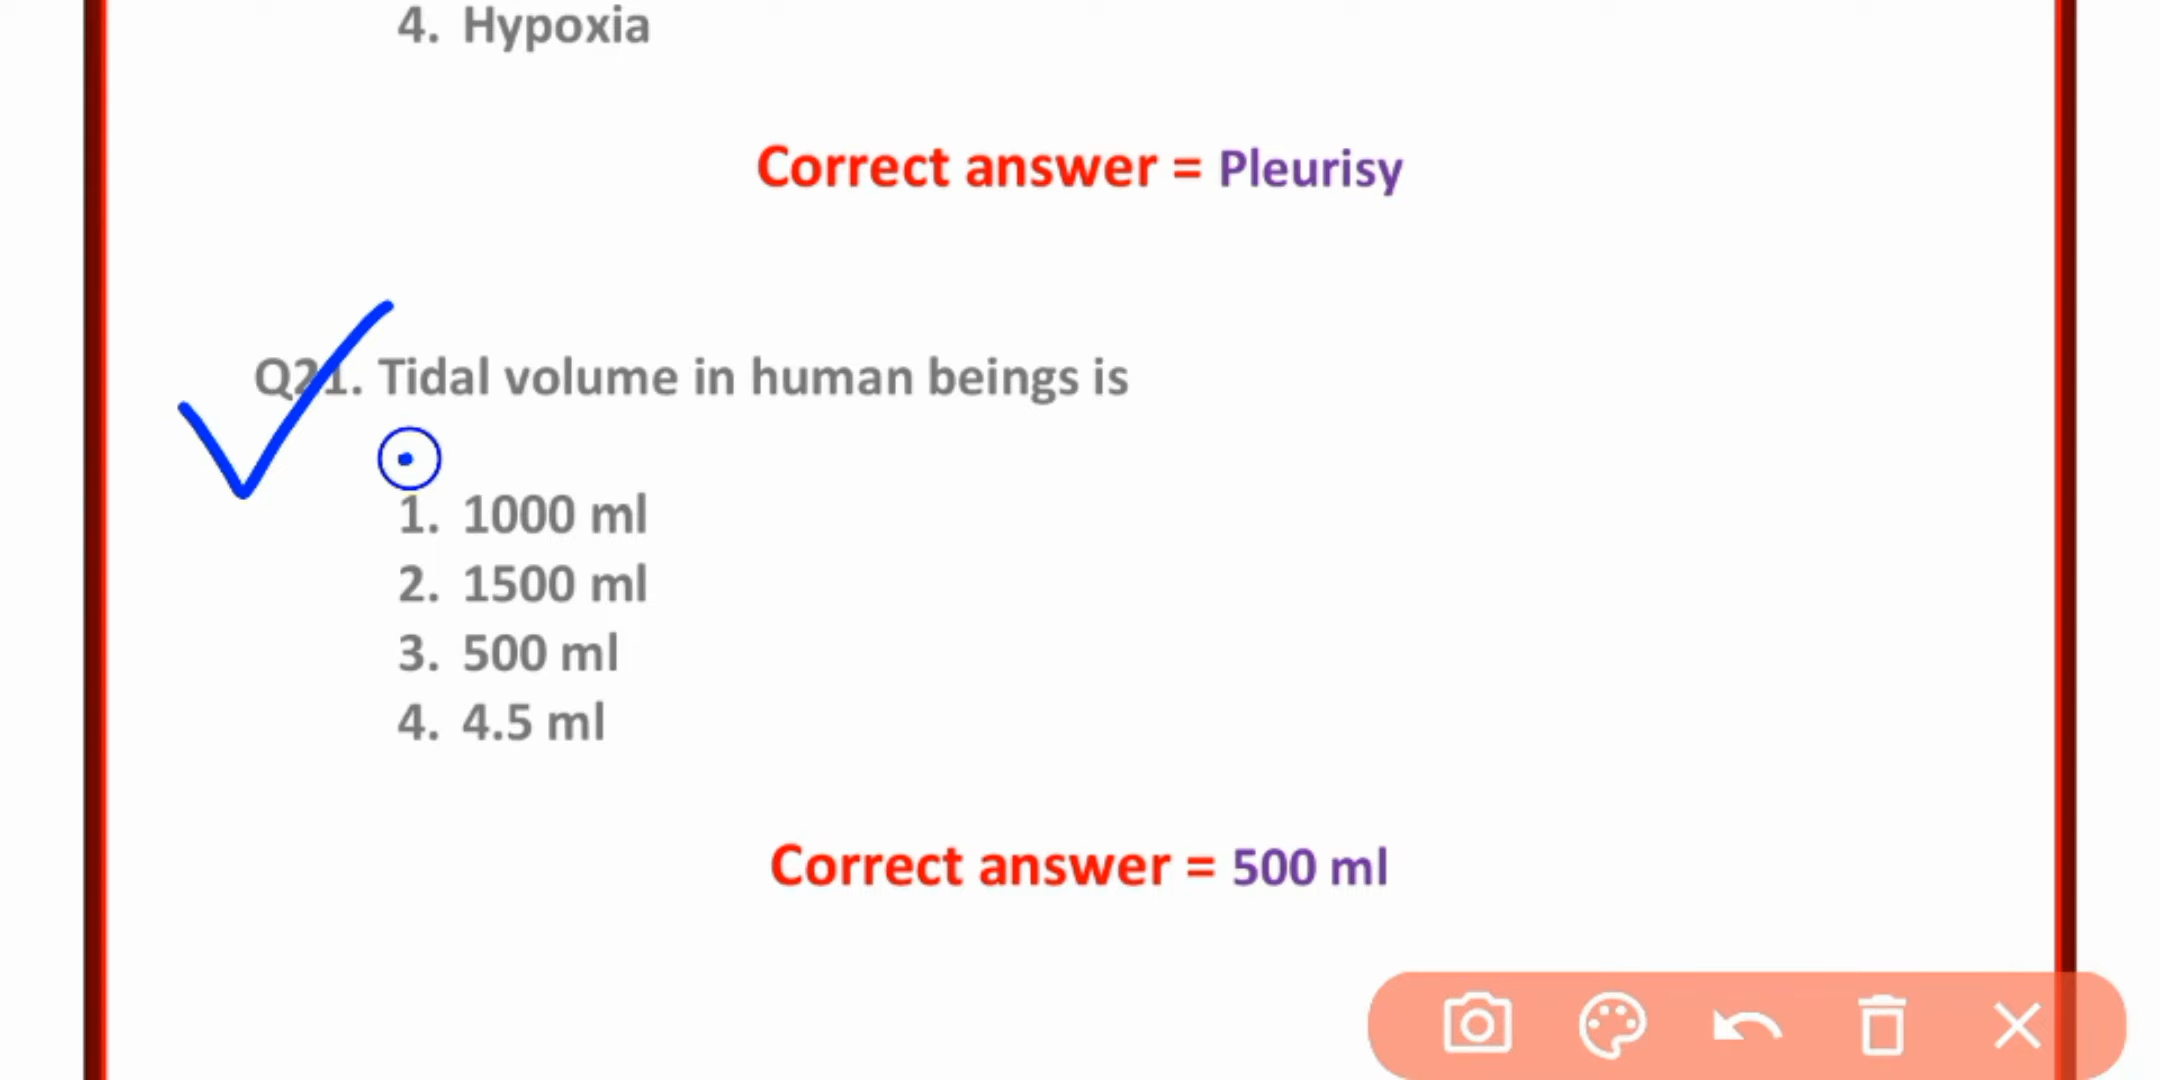 4. Hypoxia
Correct answer = Pleurisy
Q21. Tidal volume in human beings is
1. 1000 ml
2. 1500 ml
3. 500 ml
4. 4.5 ml
Correct answer = 500 ml